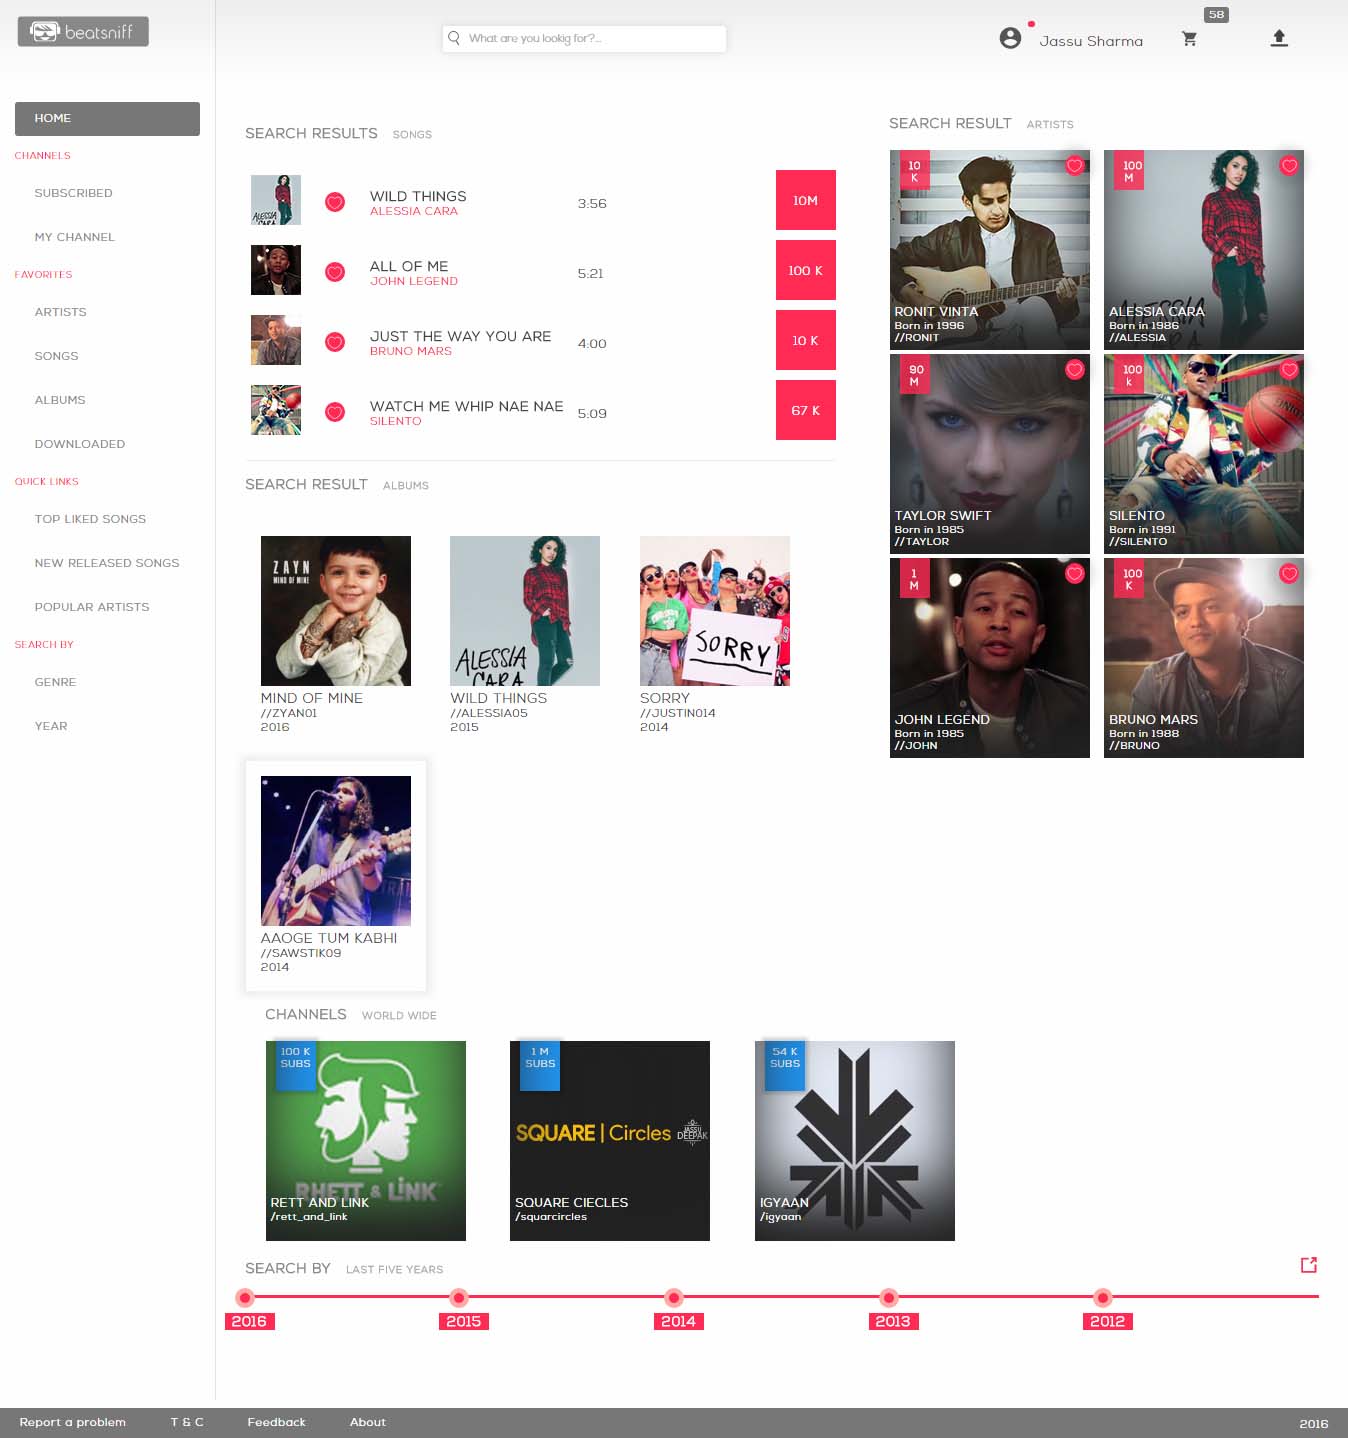 beatsniff
What are you lookig for?...
Jassu Sharma
58
HOME
CHANNELS
SUBSCRIBED
MY CHANNEL
FAVORITES
ARTISTS
SONGS
ALBUMS
DOWNLOADED
QUICK LINKS
TOP LIKED SONGS
NEW RELEASED SONGS
POPULAR ARTISTS
SEARCH BY
GENRE
YEAR
SEARCH RESULTS SONGS
ALESSIA
CARA
WILD THINGS
ALESSIA CARA
3:56
10M
ALL OF ME
JOHN LEGEND
5:21
100 K
JUST THE WAY YOU ARE
BRUNO MARS
4:00
10 K
WATCH ME WHIP NAE NAE
SILENTO
5:09
67 K
SEARCH RESULT ALBUMS
ZAYN
MIND OF MINE
MIND OF MINE
//ZYAN01
2016
ALESSIA
CARA
WILD THINGS
//ALESSIA05
2015
SORRY
SORRY
//JUSTIN014
2014
AAOGE TUM KABHI
//SAWSTIK09
2014
SEARCH RESULT ARTISTS
10
K
RONIT VINTA
Born in 1996
//RONIT
100
M
ALESSIA CARA
Born in 1986
//ALESSIA
90
M
TAYLOR SWIFT
Born in 1985
//TAYLOR
100
k
SILENTO
Born in 1991
//SILENTO
1
M
JOHN LEGEND
Born in 1985
//JOHN
100
K
BRUNO MARS
Born in 1988
//BRUNO
CHANNELS WORLD WIDE
100 K
SUBS
RHETT & LINK
RETT AND LINK
/rett_and_link
1 M
SUBS
SQUARE | Circles
JASSU
DEEPAK
SQUARE CIECLES
/squarcircles
54 K
SUBS
IGYAAN
/igyaan
SEARCH BY LAST FIVE YEARS
2016
2015
2014
2013
2012
Report a problem
T & C
Feedback
About
2016